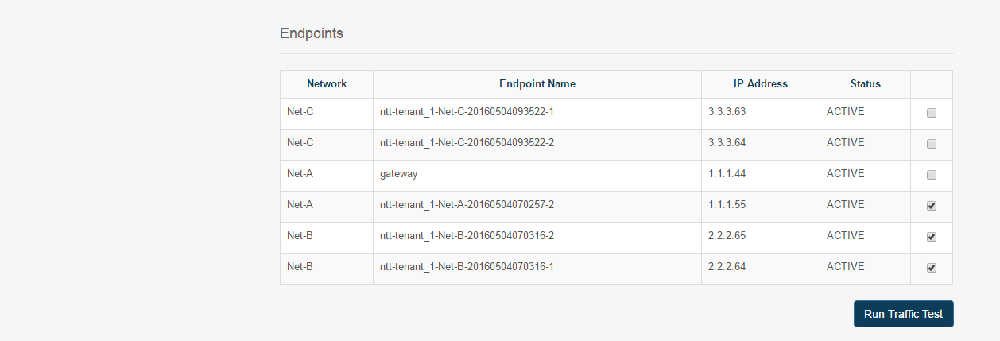 Endpoints
Network Endpoint Name IP Address Status
Net-C ntt-tenant_1-Net-C-20160504093522-1 3.3.3.63 ACTIVE
Net-C ntt-tenant_1-Net-C-20160504093522-2 3.3.3.64 ACTIVE
Net-A gateway 1.1.1.44 ACTIVE
Net-A ntt-tenant_1-Net-A-20160504070257-2 1.1.1.55 ACTIVE
Net-B ntt-tenant_1-Net-B-20160504070316-2 2.2.2.65 ACTIVE
Net-B ntt-tenant_1-Net-B-20160504070316-1 2.2.2.64 ACTIVE
Run Traffic Test